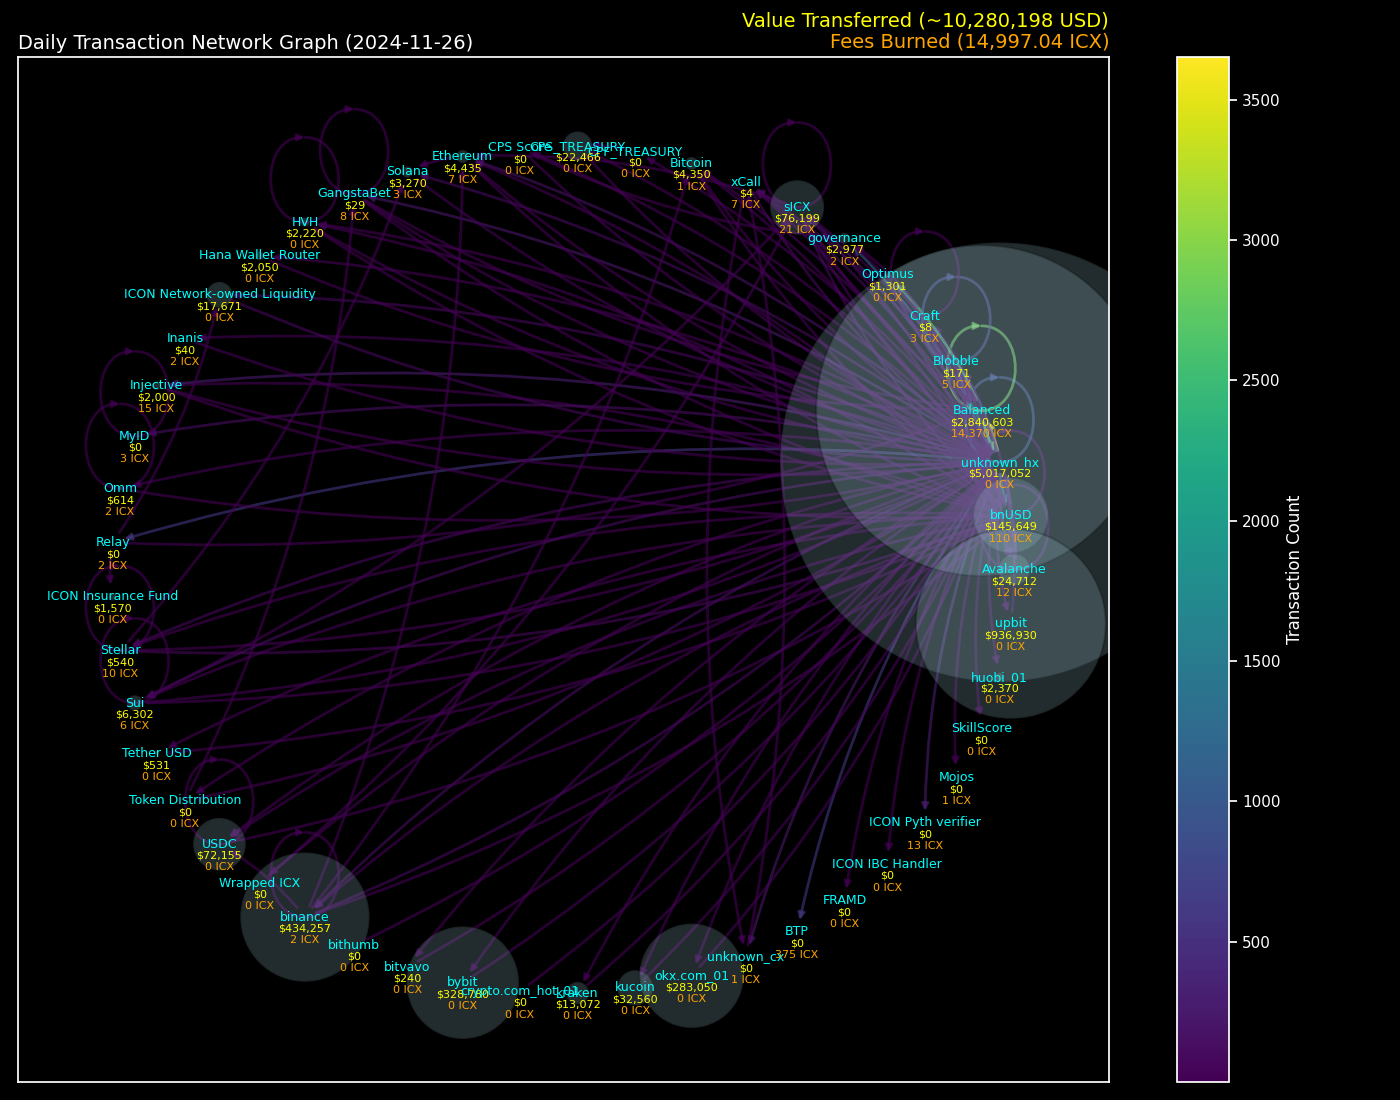 Value Transferred (~10,280,198 USD)
Daily Transaction Network Graph (2024-11-26)
Fees Burned (14,997.04 ICX)
CPS Score
$0
0 ICX
CPS_TREASURY
$22,466
0 ICX
$0
0 ICX
Ethereum
$4,435
7 ICX
Bitcoin
$4,350
1 ICX
Solana
$3,270
3 ICX
xCall
$4
7 ICX
GangstaBet
$29
8 ICX
sICX
$76,199
21 ICX
HVH
$2,220
0 ICX
governance
$2,977
2 ICX
Hana Wallet Router
$2,050
0 ICX
Optimus
$1,301
0 ICX
ICON Network-owned Liquidity
$17,671
0 ICX
Craft
$8
3 ICX
Inanis
$40
2 ICX
Blobble
$171
5 ICX
Injective
$2,000
15 ICX
Balanced
$2,840,603
14,370 ICX
MyID
$0
3 ICX
unknown_hx
$5,017,052
0 ICX
Omm
$614
2 ICX
bnUSD
$145,649
110 ICX
Relay
$0
2 ICX
Avalanche
$24,712
12 ICX
ICON Insurance Fund
$1,570
0 ICX
upbit
$936,930
0 ICX
Stellar
$540
10 ICX
huobi_01
$2,370
0 ICX
Sui
$6,302
6 ICX
SkillScore
$0
0 ICX
Tether USD
$531
0 ICX
Mojos
$0
1 ICX
Token Distribution
$0
0 ICX
ICON Pyth verifier
$0
13 ICX
USDC
$72,155
0 ICX
ICON IBC Handler
$0
0 ICX
Wrapped ICX
$0
0 ICX
FRAMD
$0
0 ICX
binance
$434,257
2 ICX
BTP
$0
375 ICX
bithumb
$0
0 ICX
unknown_cx
$0
1 ICX
bitvavo
$240
0 ICX
okx.com_01
$283,050
0 ICX
bybit
$328,780
0 ICX
kucoin
$32,560
0 ICX
crypto.com_hot_01
$0
0 ICX
kraken
$13,072
0 ICX
3500
3000
2500
2000
1500
1000
500
Transaction Count